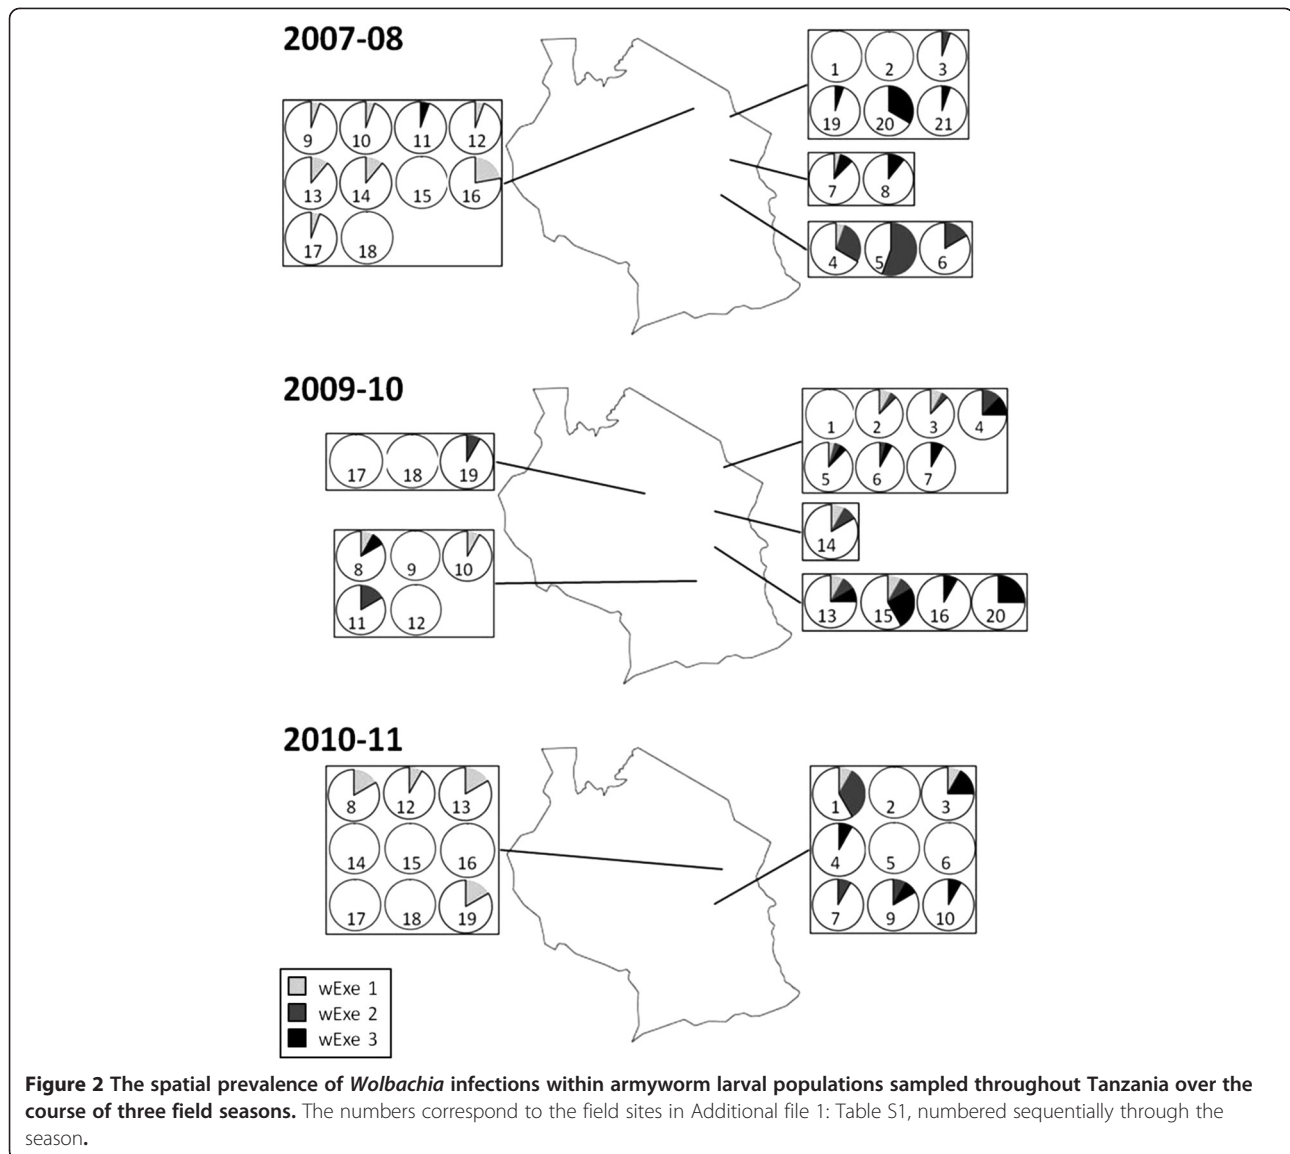 2007-08
1 2 3
19 20 21
9 10 11 12
13 14 15 16
17 18
7 8
4 5 6
2009-10
1 2 3 4
5 6 7
17 18 19
14
8 9 10
11 12
13 15 16 20
2010-11
8 12 13
14 15 16
17 18 19
1 2 3
4 5 6
7 9 10
wExe 1
wExe 2
wExe 3
Figure 2 The spatial prevalence of Wolbachia infections within armyworm larval populations sampled throughout Tanzania over the
course of three field seasons. The numbers correspond to the field sites in Additional file 1: Table S1, numbered sequentially through the
season.